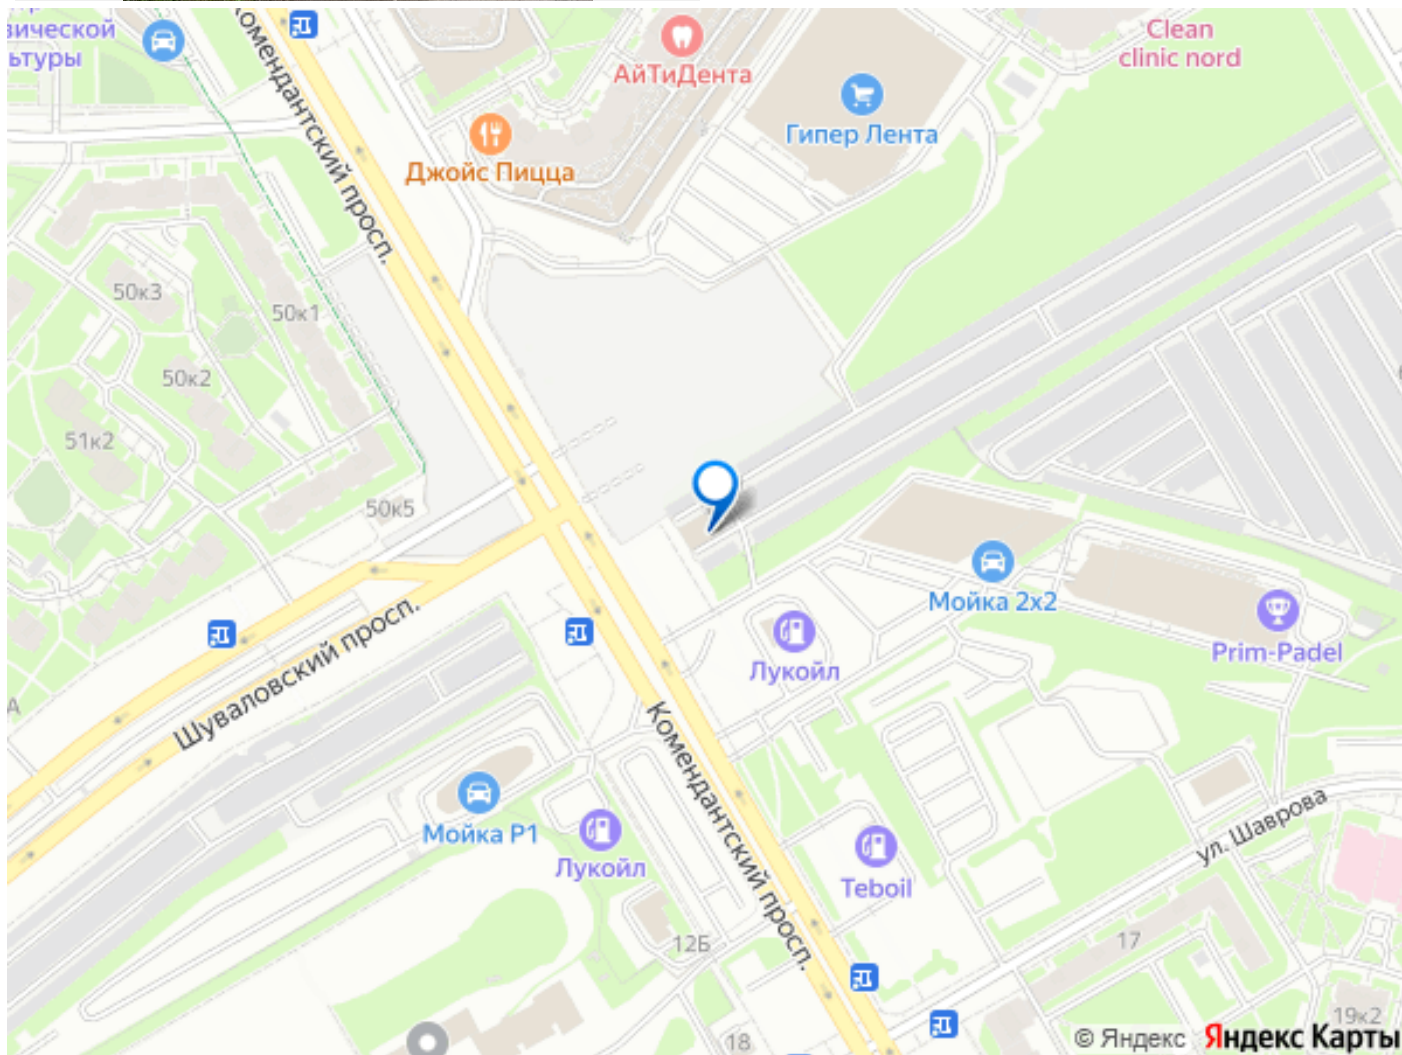 зической
ьтуры
Комендантский просп.
АйТиДента
Clean
clinic nord
Гипер Лента
Джойс Пицца
50к3
50к1
50к2
51к2
50к5
Мойка 2х2
Prim-Padel
Лукойл
Шуваловский просп.
Комендантский просп.
Мойка Р1
Лукойл
Teboil
ул. Шаврова
12Б
17
18
19к2
© Яндекс Яндекс Карты